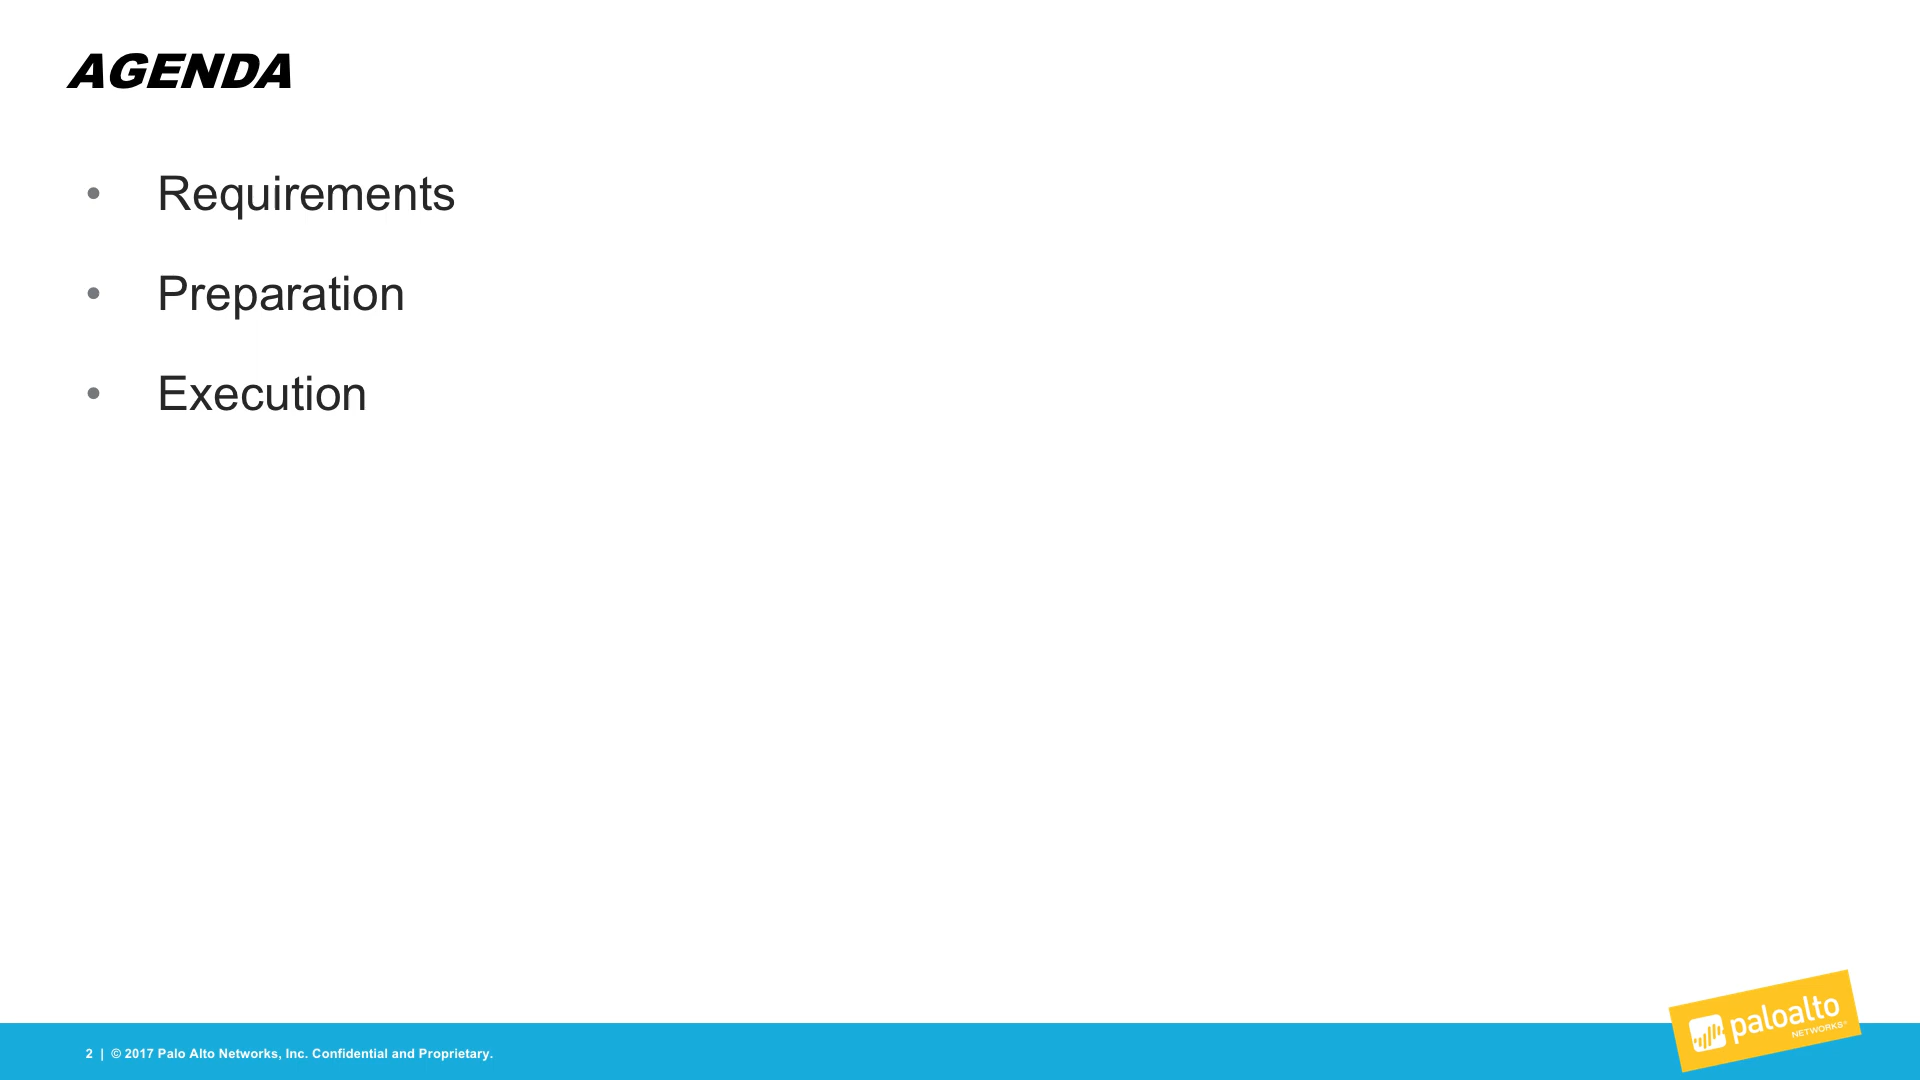 AGENDA
• Requirements
• Preparation
• Execution
2 | © 2017 Palo Alto Networks, Inc. Confidential and Proprietary.
paloalto
NETWORKS®